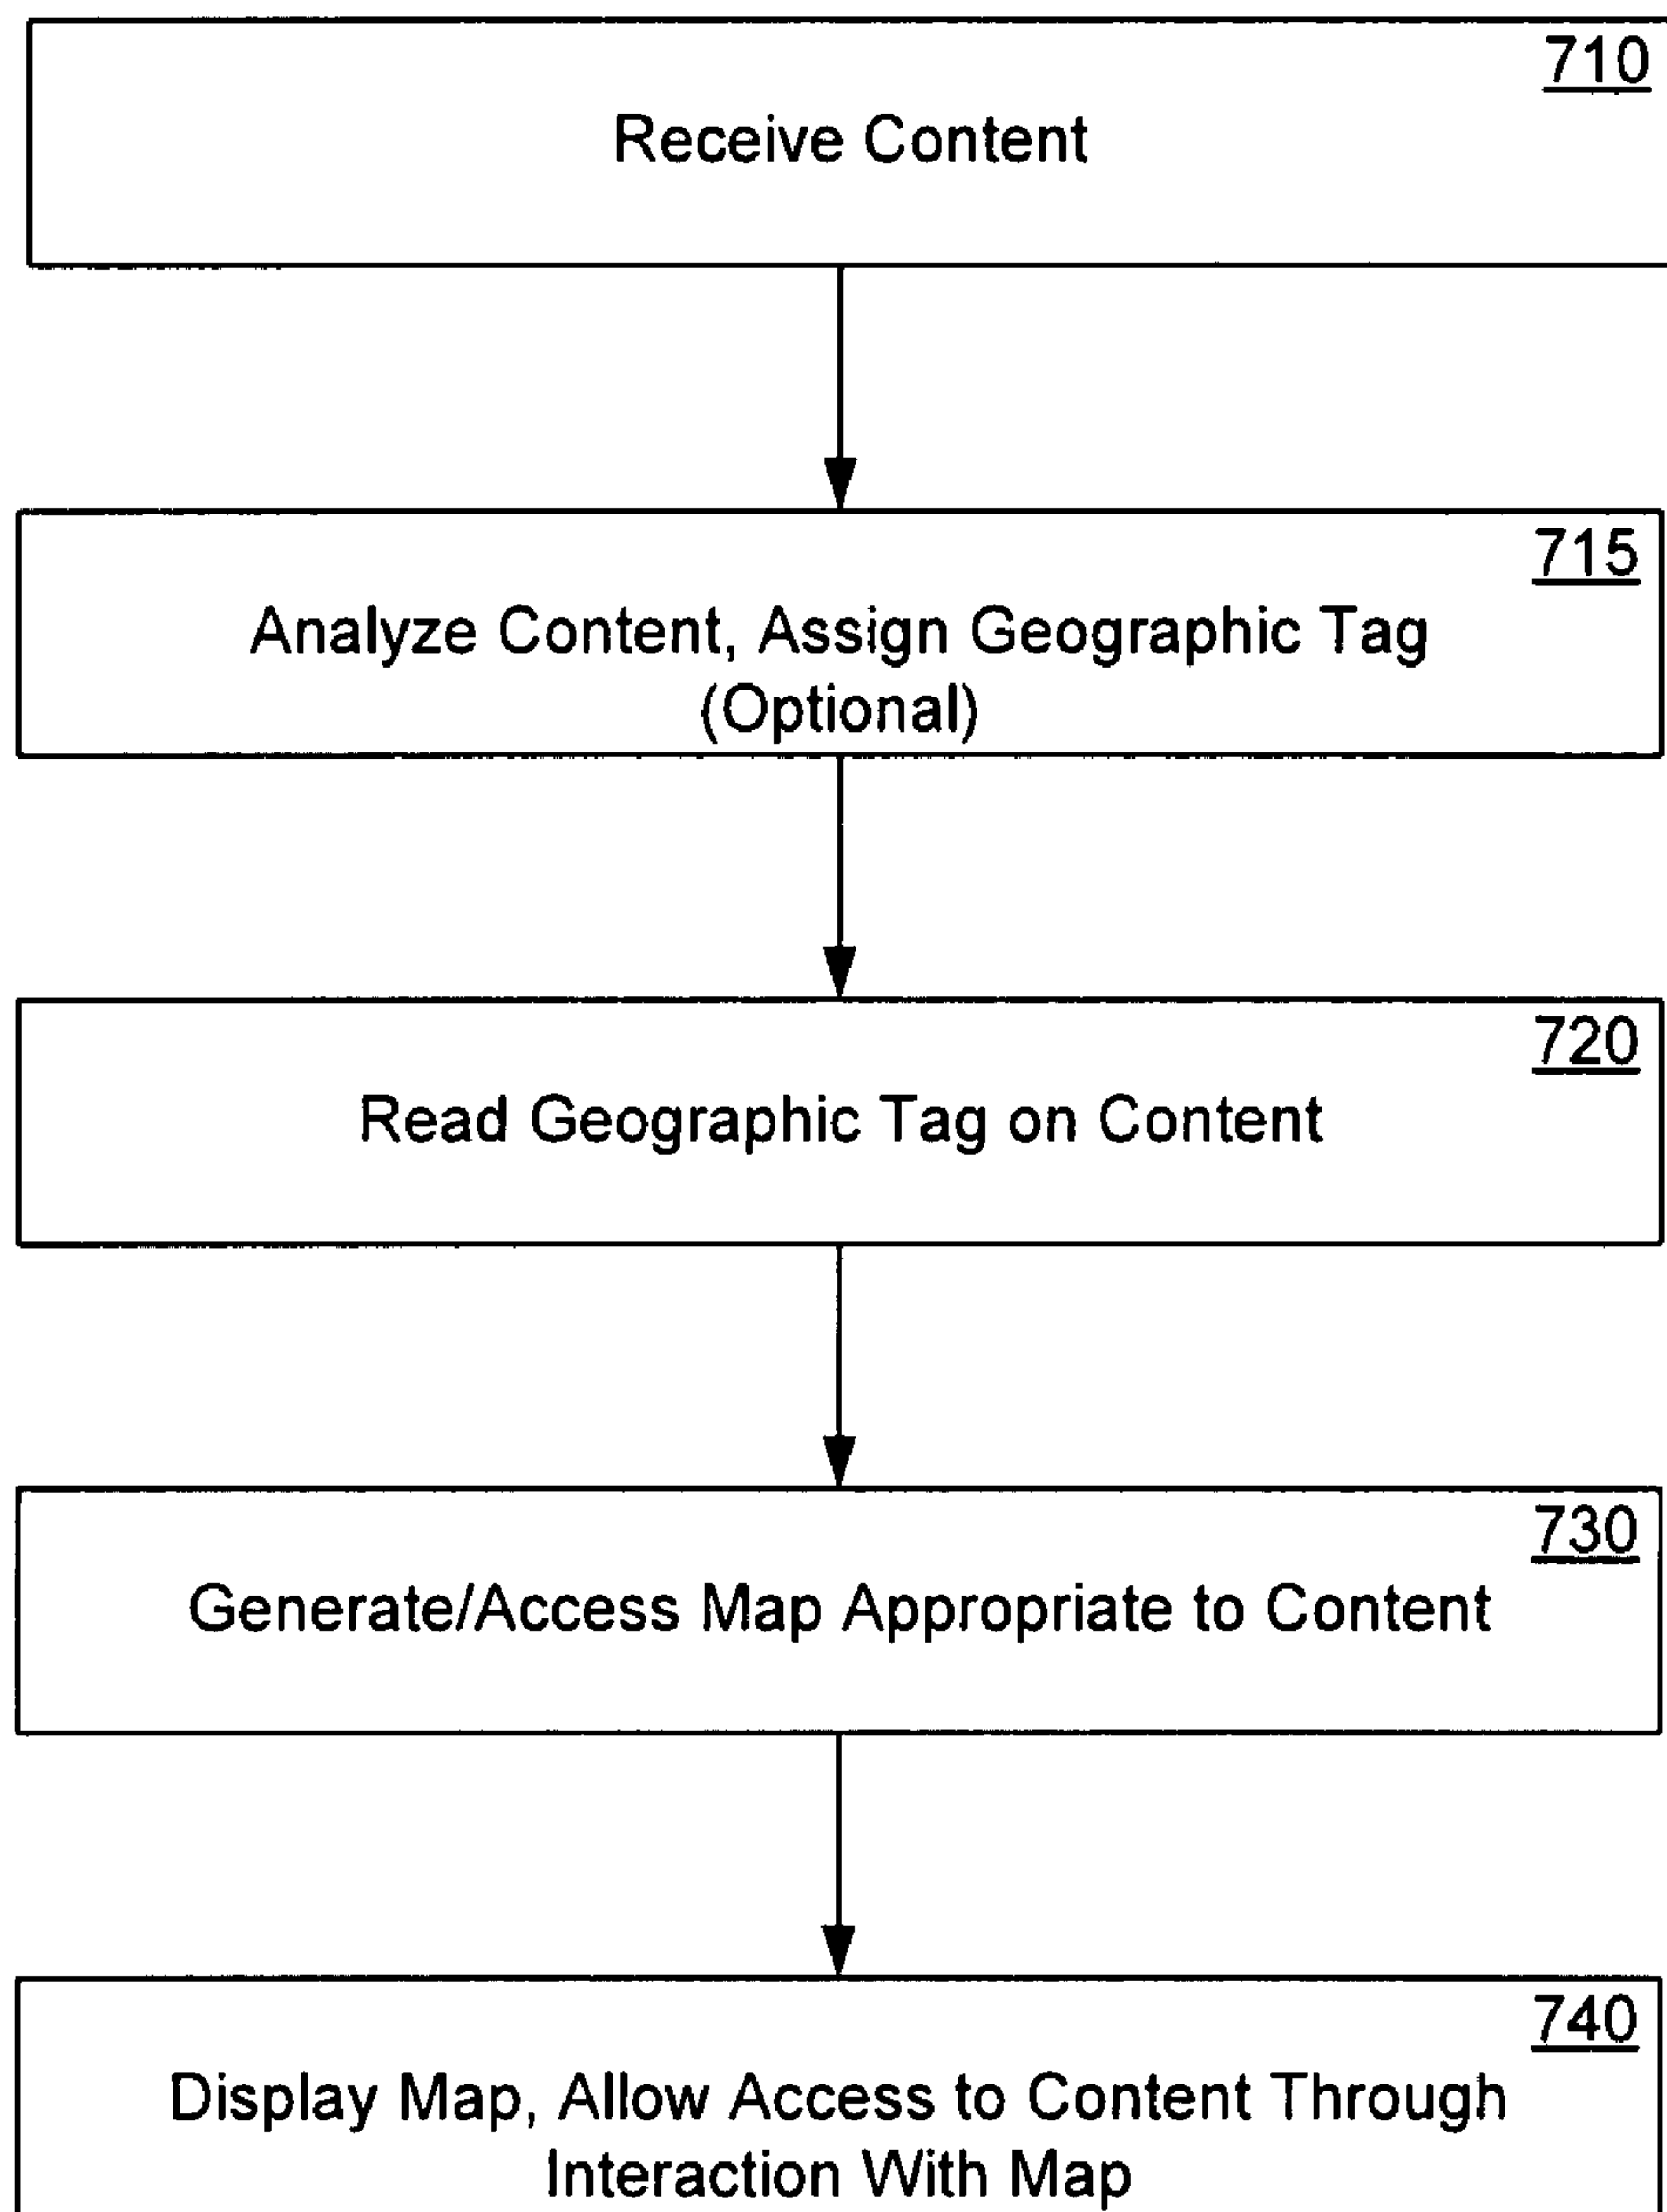 710
Receive Content
715
Analyze Content, Assign Geographic Tag
(Optional)
720
Read Geographic Tag on Content
730
Generate/Access Map Appropriate to Content
740
Display Map, Allow Access to Content Through
Interaction With Map